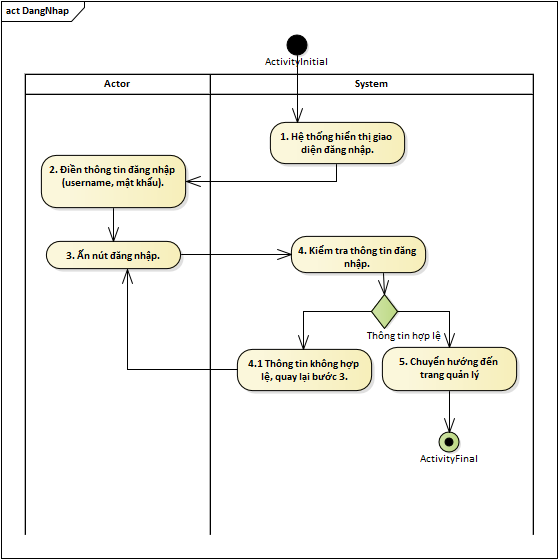 act DangNhap
ActivityInitial
Actor
System
1. Hệ thống hiển thị giao
diện đăng nhập.
2. Điền thông tin đăng nhập
(username, mật khẩu).
3. Ấn nút đăng nhập.
4. Kiểm tra thông tin đăng
nhập.
Thông tin hợp lệ
4.1 Thông tin không hợp
lệ, quay lại bước 3.
5. Chuyển hướng đến
trang quản lý
ActivityFinal